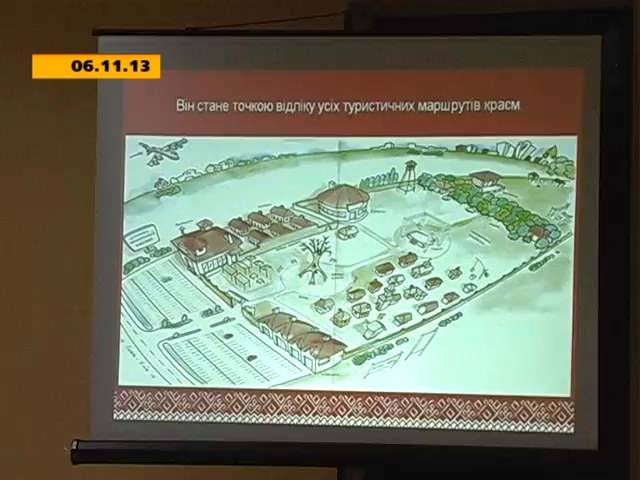 06.11.13
Він стане точкою відліку усіх туристичних маршрутів краєм